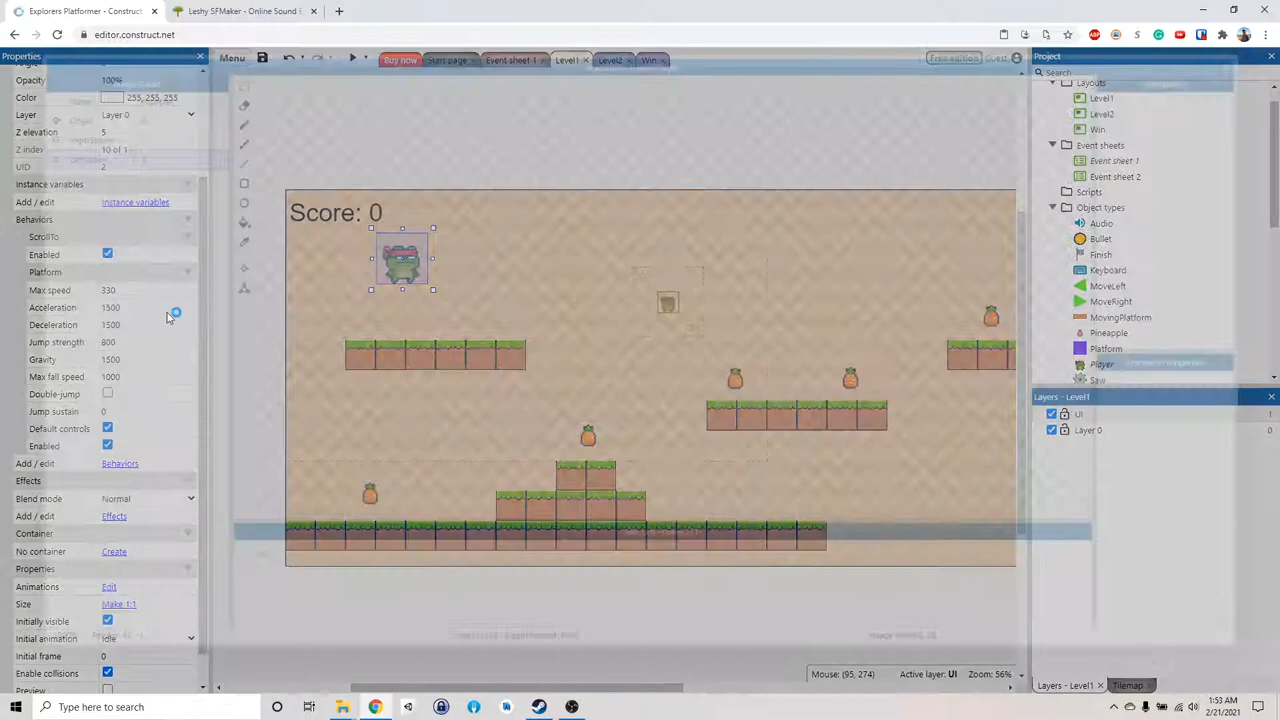 Explorers Platformer - Construct
Leshy SFMaker - Online Sound E
editor.construct.net
Properties
Menu
Buy now
Start page
Event sheet 1
Level1
Level2
Win
Free edition
Guest
Project
Opacity 100%
Color 255, 255, 255
Layer Layer 0
Z elevation 5
Z index 10 of 1
UID 2
Instance variables
Add / edit Instance variables
Behaviors
ScrollTo
Enabled
Platform
Max speed 330
Acceleration 1500
Deceleration 1500
Jump strength 800
Gravity 1500
Max fall speed 1000
Double-jump
Jump sustain 0
Default controls
Enabled
Add / edit Behaviors
Effects
Blend mode Normal
Add / edit Effects
Container
No container Create
Properties
Animations Edit
Size Make 1:1
Initially visible
Initial animation Idle
Initial frame 0
Enable collisions
Preview
Score: 0
Search
Layouts
Level1
Level2
Win
Event sheets
Event sheet 1
Event sheet 2
Scripts
Object types
Audio
Bullet
Finish
Keyboard
MoveLeft
MoveRight
MovingPlatform
Pineapple
Platform
Player
Saw
Layers - Level1
UI 1
Layer 0 0
Mouse: (95, 274) Active layer: UI Zoom: 56%
Layers - Level1
Tilemap
Type here to search
1:53 AM
2/21/2021